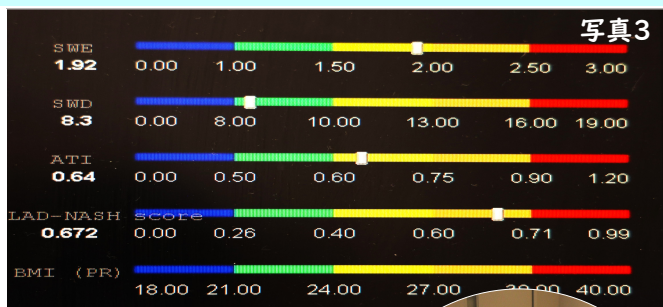 写真3
SWE
1.92 0.00 1.00 1.50 2.00 2.50 3.00
SWD
8.3 0.00 8.00 10.00 13.00 16.00 19.00
ATI
0.64 0.00 0.50 0.60 0.75 0.90 1.20
LAD-NASH score
0.672 0.00 0.26 0.40 0.60 0.71 0.99
BMI (PR)
18.00 21.00 24.00 27.00 30.00 40.00